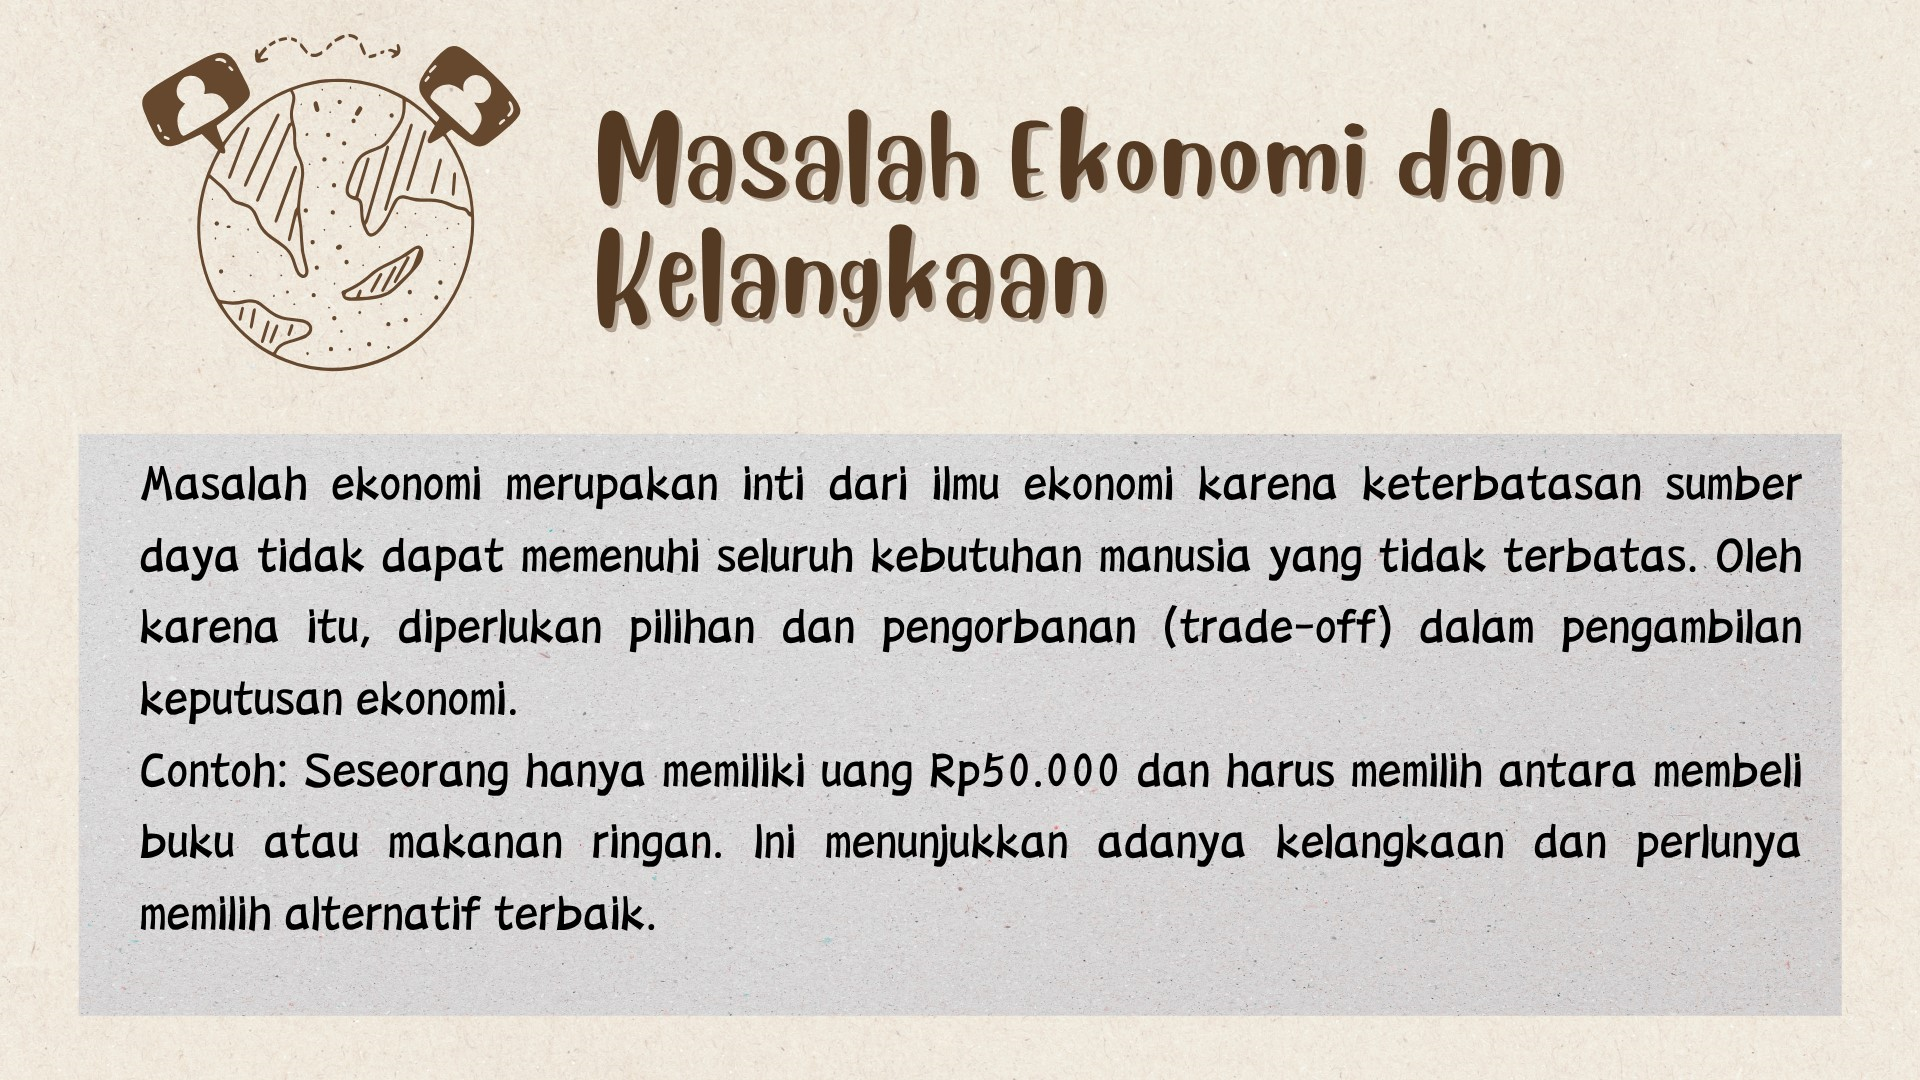 Masalah Ekonomi dan
Kelangkaan
Masalah ekonomi merupakan inti dari ilmu ekonomi karena keterbatasan sumber
daya tidak dapat memenuhi seluruh kebutuhan manusia yang tidak terbatas. Oleh
karena itu, diperlukan pilihan dan pengorbanan (trade-off) dalam pengambilan
keputusan ekonomi.
Contoh: Seseorang hanya memiliki uang Rp50.000 dan harus memilih antara membeli
buku atau makanan ringan. Ini menunjukkan adanya kelangkaan dan perlunya
memilih alternatif terbaik.